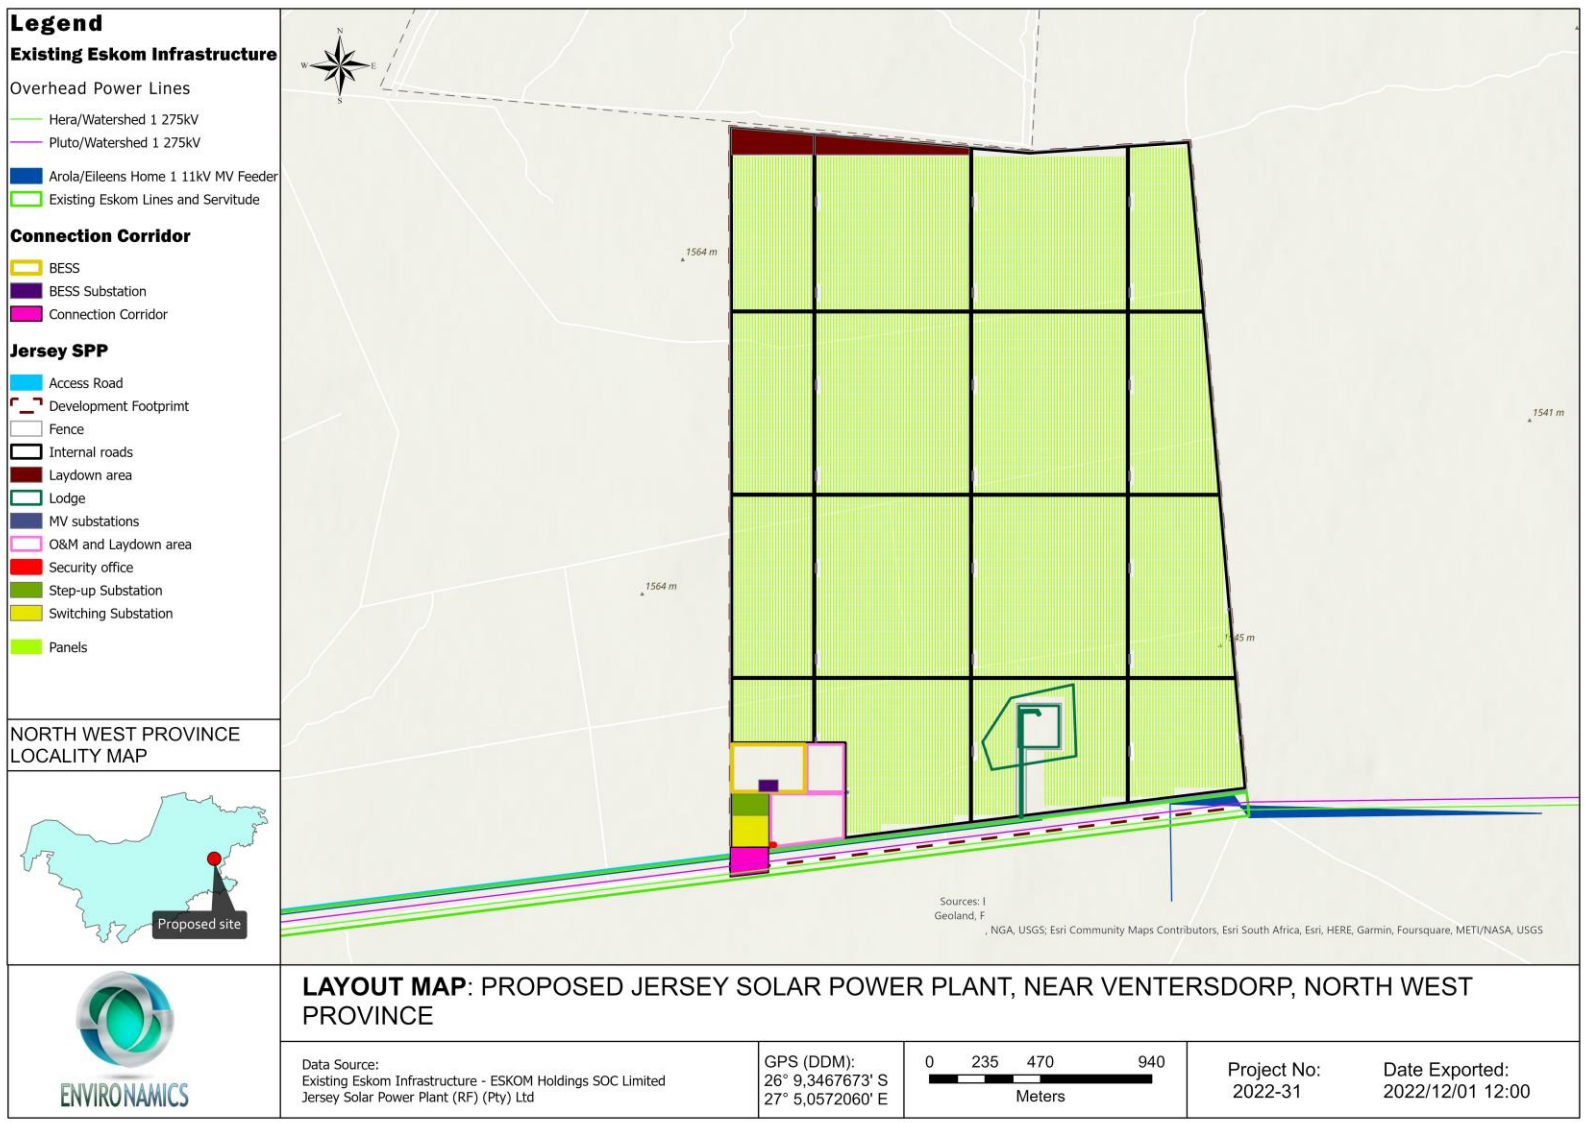 Legend
Existing Eskom Infrastructure
Overhead Power Lines
Hera/Watershed 1 275kV
Pluto/Watershed 1 275kV
Arola/Eileens Home 1 11kV MV Feeder
Existing Eskom Lines and Servitude
Connection Corridor
BESS
BESS Substation
Connection Corridor
Jersey SPP
Access Road
Development Footprimt
Fence
Internal roads
Laydown area
Lodge
MV substations
O&M and Laydown area
Security office
Step-up Substation
Switching Substation
Panels
NORTH WEST PROVINCE
LOCALITY MAP
Proposed site
ENVIRONAMICS
N
W E
S
1564 m
1541 m
1564 m
1545 m
Sources: 
Geoland, F
, NGA, USGS; Esri Community Maps Contributors, Esri South Africa, Esri, HERE, Garmin, Foursquare, METI/NASA, USGS
LAYOUT MAP: PROPOSED JERSEY SOLAR POWER PLANT, NEAR VENTERSDORP, NORTH WEST
PROVINCE
Data Source:
Existing Eskom Infrastructure - ESKOM Holdings SOC Limited
Jersey Solar Power Plant (RF) (Pty) Ltd
GPS (DDM):
26° 9,3467673' S
27° 5,0572060' E
0 235 470 940
Meters
Project No:
2022-31
Date Exported:
2022/12/01 12:00